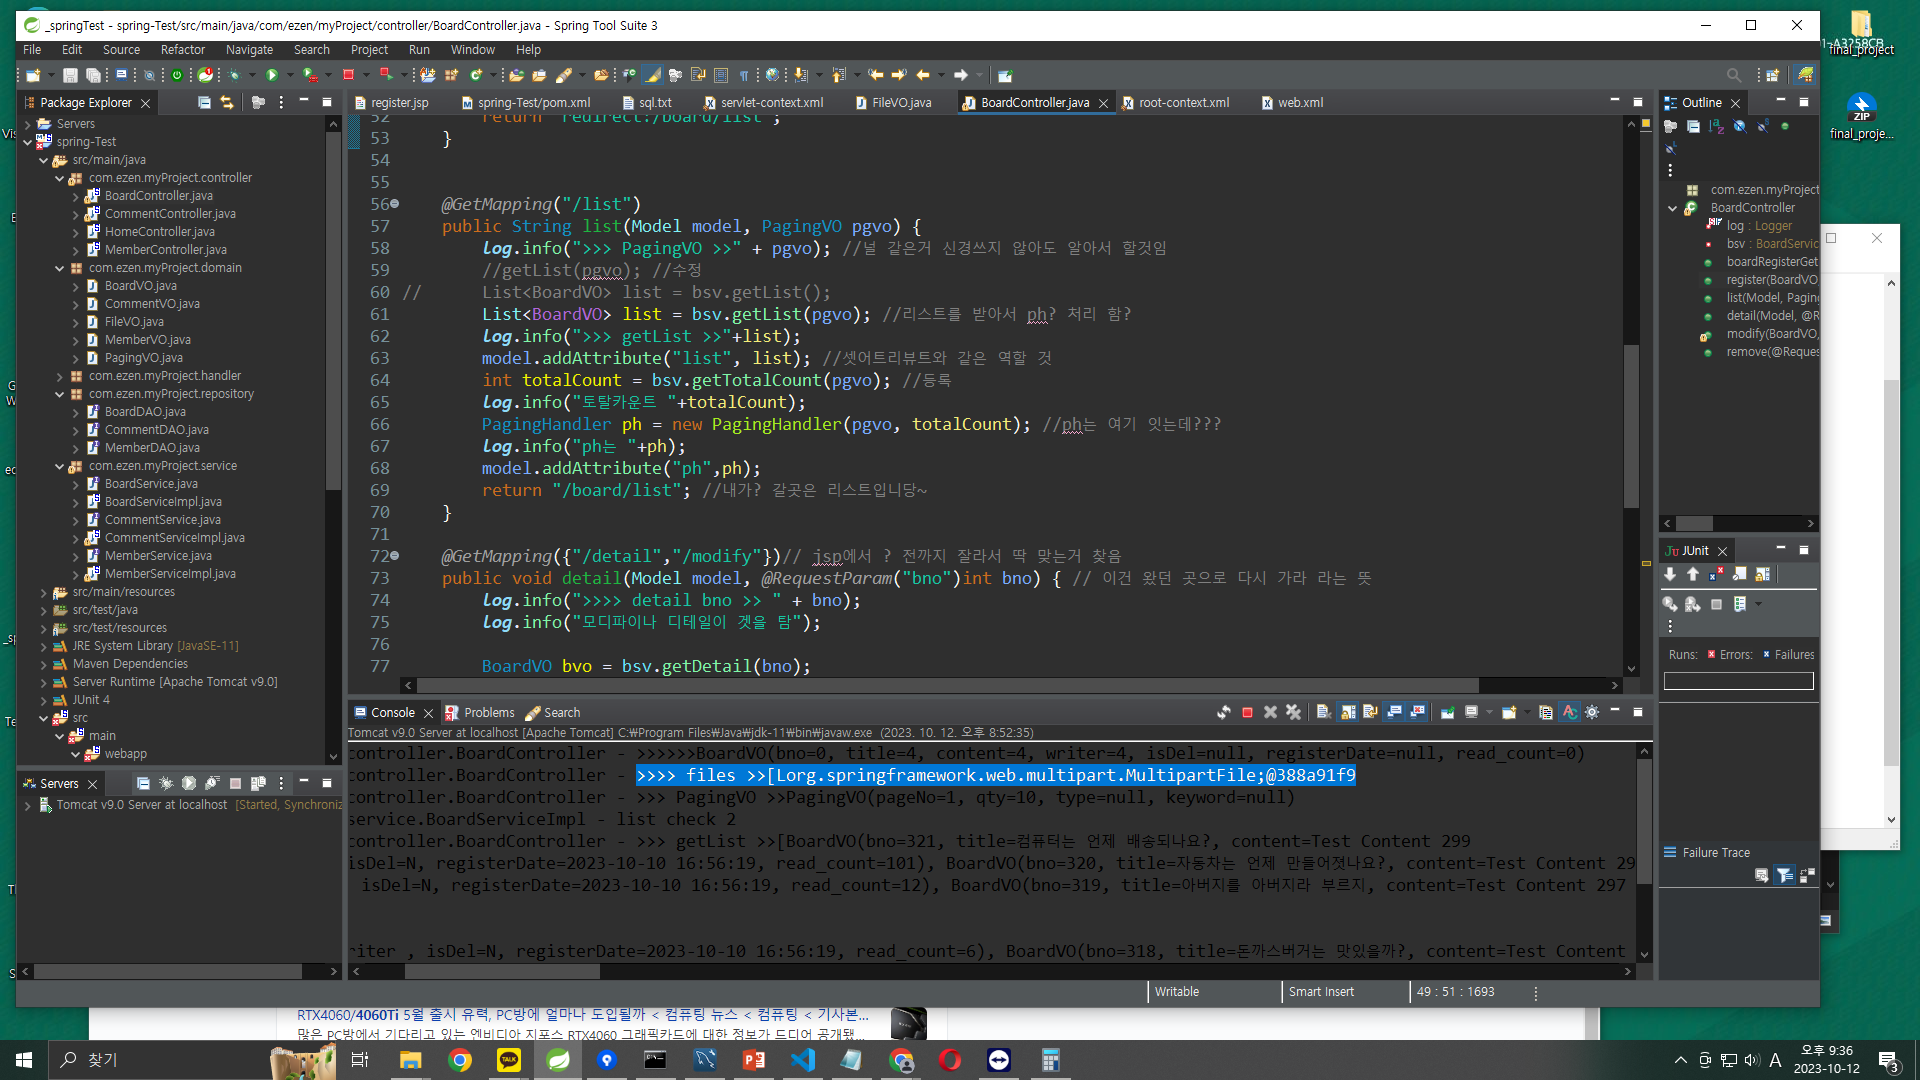 _springTest - spring-Test/src/main/java/com/ezen/myProject/controller/BoardController.java - Spring Tool Suite 3
File Edit Source Refactor Navigate Search Project Run Window Help
Package Explorer
Servers
spring-Test
src/main/java
com.ezen.myProject.controller
BoardController.java
CommentController.java
HomeController.java
MemberController.java
com.ezen.myProject.domain
BoardVO.java
CommentVO.java
FileVO.java
MemberVO.java
PagingVO.java
com.ezen.myProject.handler
com.ezen.myProject.repository
BoardDAO.java
CommentDAO.java
MemberDAO.java
com.ezen.myProject.service
BoardService.java
BoardServiceImpl.java
CommentService.java
CommentServiceImpl.java
MemberService.java
MemberServiceImpl.java
src/main/resources
src/test/java
src/test/resources
JRE System Library [JavaSE-11]
Maven Dependencies
Server Runtime [Apache Tomcat v9.0]
JUnit 4
src
main
webapp
Servers
Tomcat v9.0 Server at localhost [Started, Synchroniz
register.jsp spring-Test/pom.xml sql.txt servlet-context.xml FileVO.java BoardController.java root-context.xml web.xml
52 return "redirect:/board/list";
53 }
54
55
56 @GetMapping("/list")
57 public String list(Model model, PagingVO pgvo) {
58 log.info(">>> PagingVO >>" + pgvo); //널 같은거 신경쓰지 않아도 알아서 할것임
59 //getList(pgvo); //수정
60 // List<BoardVO> list = bsv.getList();
61 List<BoardVO> list = bsv.getList(pgvo); //리스트를 받아서 ph? 처리 함?
62 log.info(">>> getList >>"+list);
63 model.addAttribute("list", list); //셋어트리뷰트와 같은 역할 것
64 int totalCount = bsv.getTotalCount(pgvo); //등록
65 log.info("토탈카운트 "+totalCount);
66 PagingHandler ph = new PagingHandler(pgvo, totalCount); //ph는 여기 잇는데???
67 log.info("ph는 "+ph);
68 model.addAttribute("ph",ph);
69 return "/board/list"; //내가? 갈곳은 리스트입니당~
70 }
71
72 @GetMapping({"/detail","/modify"})// jsp에서 ? 전까지 잘라서 딱 맞는거 찾음
73 public void detail(Model model, @RequestParam("bno")int bno) { // 이건 왔던 곳으로 다시 가라 라는 뜻
74 log.info(">>>> detail bno >> " + bno);
75 log.info("모디파이나 디테일이 겟을 탐");
76
77 BoardVO bvo = bsv.getDetail(bno);
Console Problems Search
Tomcat v9.0 Server at localhost [Apache Tomcat] C:₩Program Files₩Java₩jdk-11₩bin₩javaw.exe (2023. 10. 12. 오후 8:52:35)
controller.BoardController - >>>>>>BoardVO(bno=0, title=4, content=4, writer=4, isDel=null, registerDate=null, read_count=0)
controller.BoardController - >>>> files >>[Lorg.springframework.web.multipart.MultipartFile;@388a91f9
controller.BoardController - >>> PagingVO >>PagingVO(pageNo=1, qty=10, type=null, keyword=null)
service.BoardServiceImpl - list check 2
controller.BoardController - >>> getList >>[BoardVO(bno=321, title=컴퓨터는 언제 배송되나요?, content=Test Content 299
isDel=N, registerDate=2023-10-10 16:56:19, read_count=101), BoardVO(bno=320, title=자동차는 언제 만들어졋나요?, content=Test Content 29
isDel=N, registerDate=2023-10-10 16:56:19, read_count=12), BoardVO(bno=319, title=아버지를 아버지라 부르지, content=Test Content 297
riter , isDel=N, registerDate=2023-10-10 16:56:19, read_count=6), BoardVO(bno=318, title=돈까스버거는 맛있을까?, content=Test Content
Writable Smart Insert 49 : 51 : 1693
Outline
com.ezen.myProject
BoardController
log : Logger
bsv : BoardServic
boardRegisterGet
register(BoardVO
list(Model, Paging
detail(Model, @R
modify(BoardVO,
remove(@Reques
JUnit
Runs: Errors: Failures
Failure Trace
final_project
ZIP
final_proje...
RTX4060/4060Ti 5월 출시 유력, PC방에 얼마나 도입될까 < 컴퓨팅 뉴스 < 컴퓨팅 < 기사본...
많은 PC방에서 기다리고 있는 엔비디아 지포스 RTX4060 그래픽카드에 대한 정보가 드디어 공개됐...
찾기
TALK
A
오후 9:36
2023-10-12
3